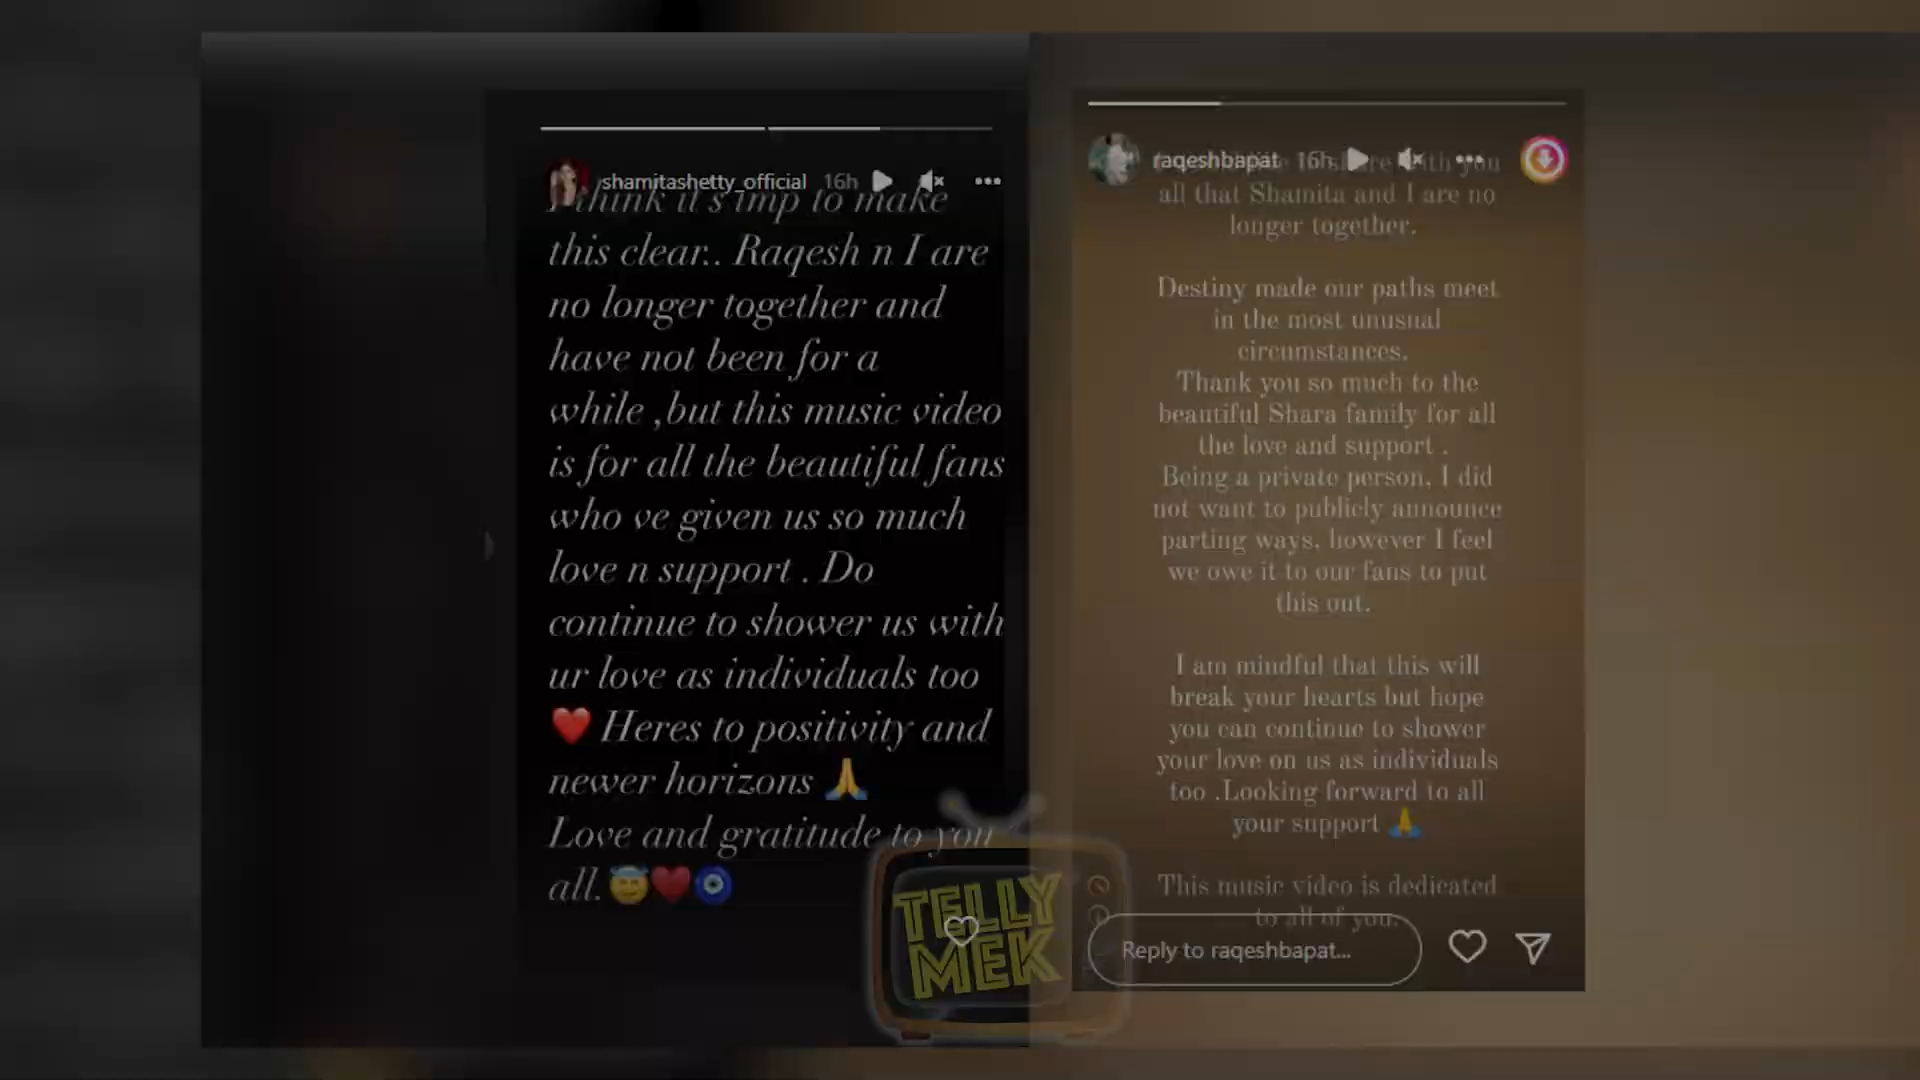 shamitashetty_official 16h
I think it's imp to make
this clear.. Raqesh n I are
no longer together and
have not been for a
while ,but this music video
is for all the beautiful fans
who ve given us so much
love n support . Do
continue to shower us with
ur love as individuals too
❤️ Heres to positivity and
newer horizons 🙏
Love and gratitude to you
all.😇❤️🧿
raqeshbapat 16h
with you
all that Shamita and I are no
longer together.
Destiny made our paths meet
in the most unusual
circumstances.
Thank you so much to the
beautiful Shara family for all
the love and support .
Being a private person, I did
not want to publicly announce
parting ways, however I feel
we owe it to our fans to put
this out.
I am mindful that this will
break your hearts but hope
you can continue to shower
your love on us as individuals
too .Looking forward to all
your support 🙏
This music video is dedicated
to all of you.
Reply to raqeshbapat...
TELLY
MEK